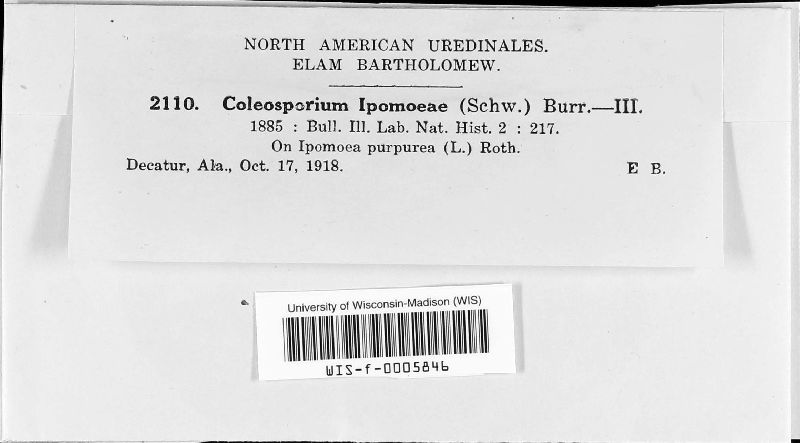 NORTH AMERICAN UREDINALES.
ELAM BARTHOLOMEW.
2110. Coleosporium Ipomoeae (Schw.) Burr.—III.
1885 : Bull. Ill. Lab. Nat. Hist. 2 : 217.
On Ipomoea purpurea (L.) Roth.
Decatur, Ala., Oct. 17, 1918. E B.
University of Wisconsin-Madison (WIS)
WIS-f-0005846